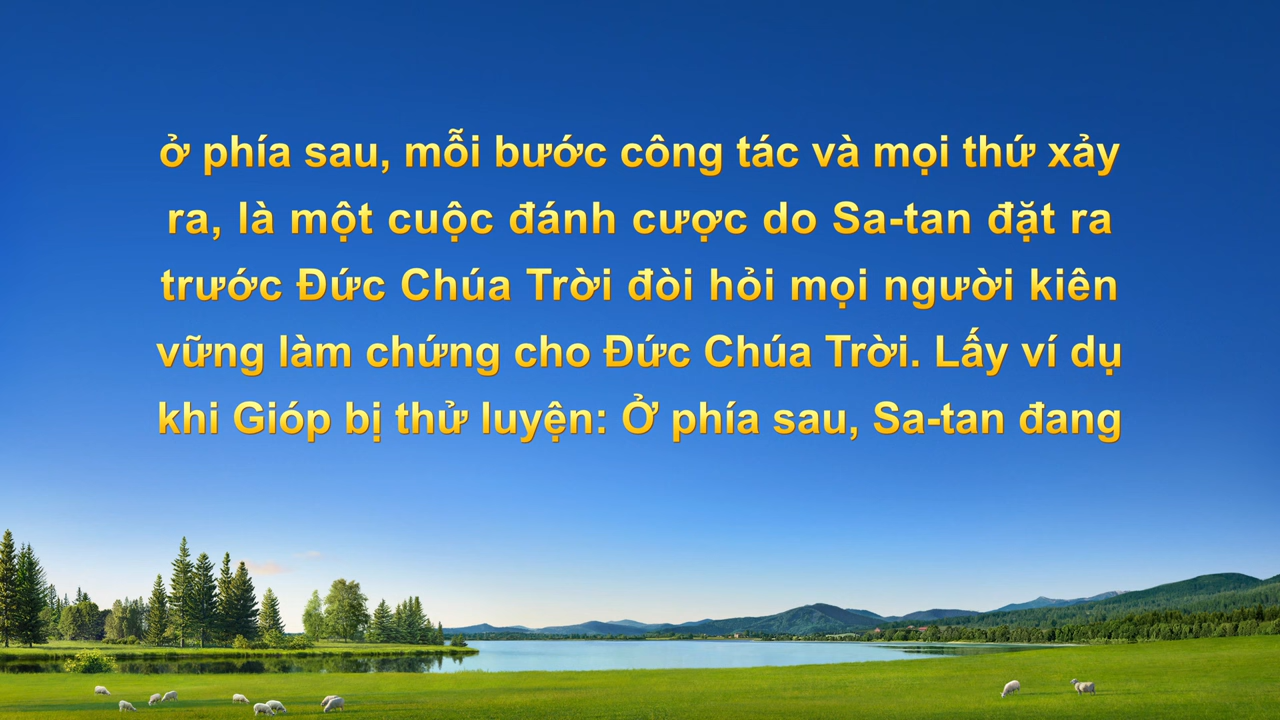 ở phía sau, mỗi bước công tác và mọi thứ xảy
ra, là một cuộc đánh cược do Sa-tan đặt ra
trước Đức Chúa Trời đòi hỏi mọi người kiên
vững làm chứng cho Đức Chúa Trời. Lấy ví dụ
khi Gióp bị thử luyện: Ở phía sau, Sa-tan đang